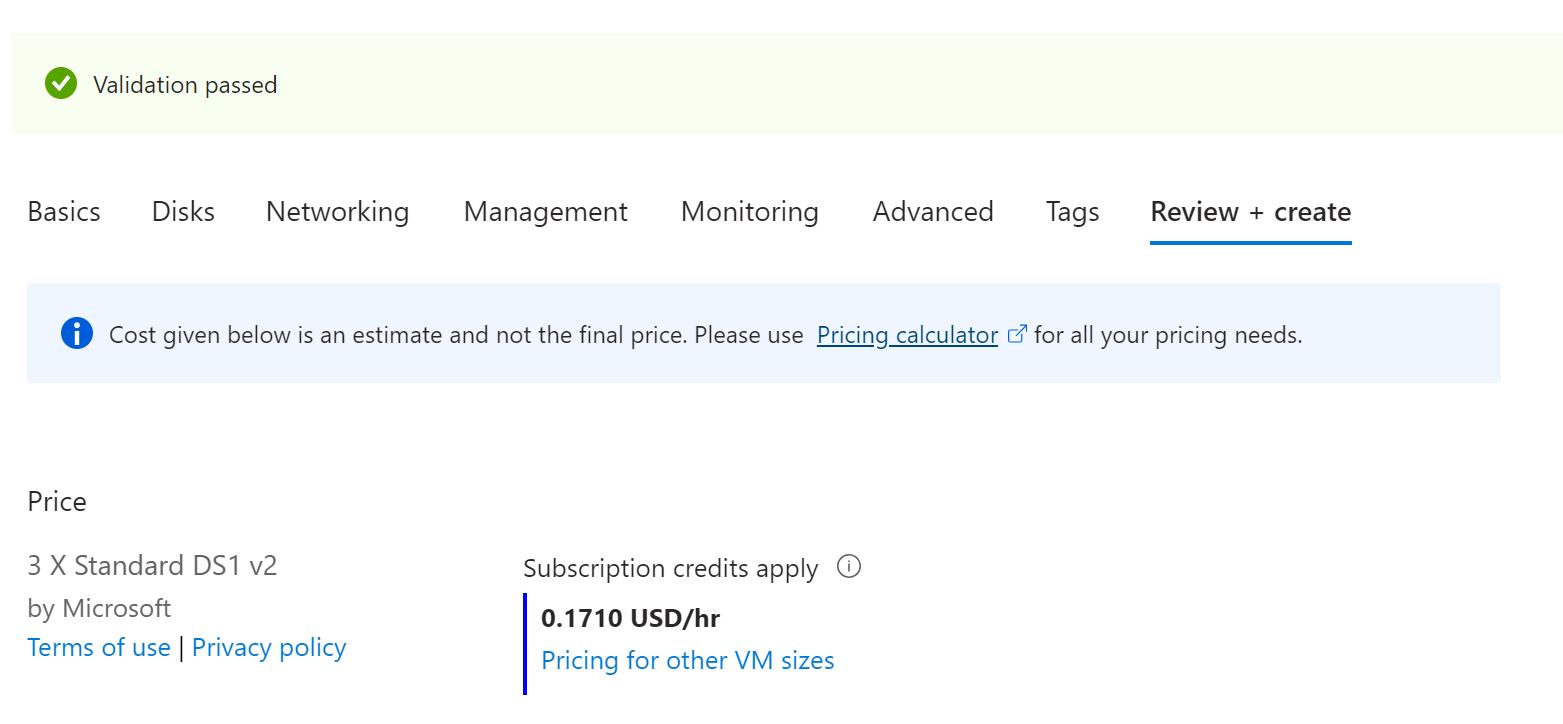 Validation passed
Basics Disks Networking Management Monitoring Advanced Tags Review + create
Cost given below is an estimate and not the final price. Please use Pricing calculator for all your pricing needs.
Price
3 X Standard DS1 v2
by Microsoft
Terms of use | Privacy policy
Subscription credits apply
0.1710 USD/hr
Pricing for other VM sizes